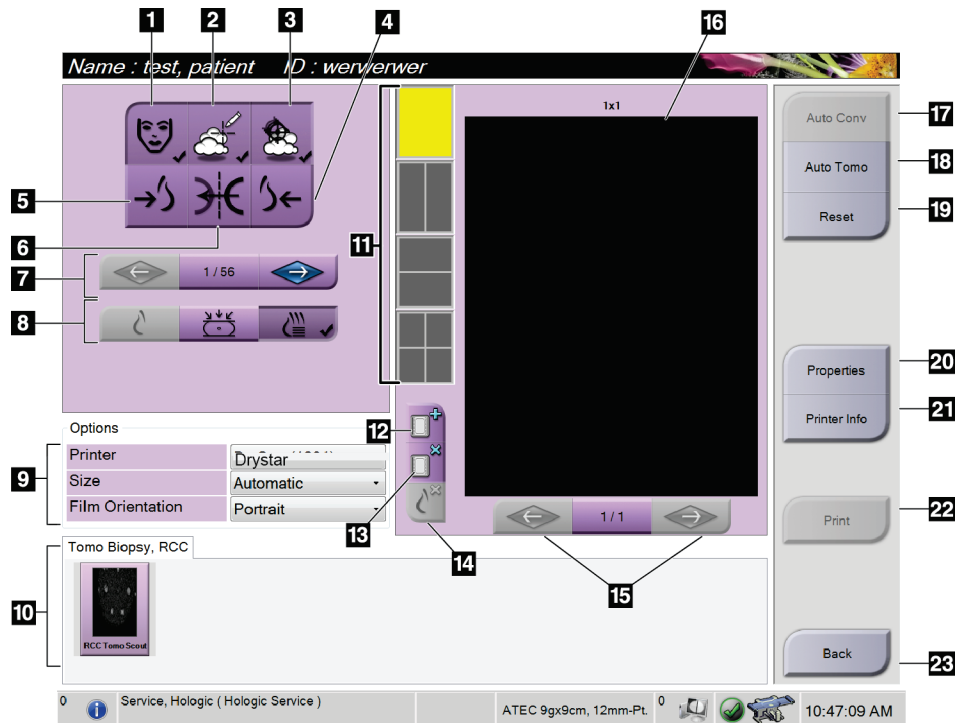 1 2 3 4 16
Name : test, patient ID : werwerwer
1x1
Auto Conv 17
Auto Tomo 18
Reset 19
5
6
11
7 1 / 56
8
Properties 20
Printer Info 21
Options
Printer Drystar
9 Size Automatic
Film Orientation Portrait
12
13
14
1 / 1
15
Print 22
Tomo Biopsy, RCC
10
RCC Tomo Scout
Back 23
0 Service, Hologic ( Hologic Service ) ATEC 9gx9cm, 12mm-Pt. 0 10:47:09 AM